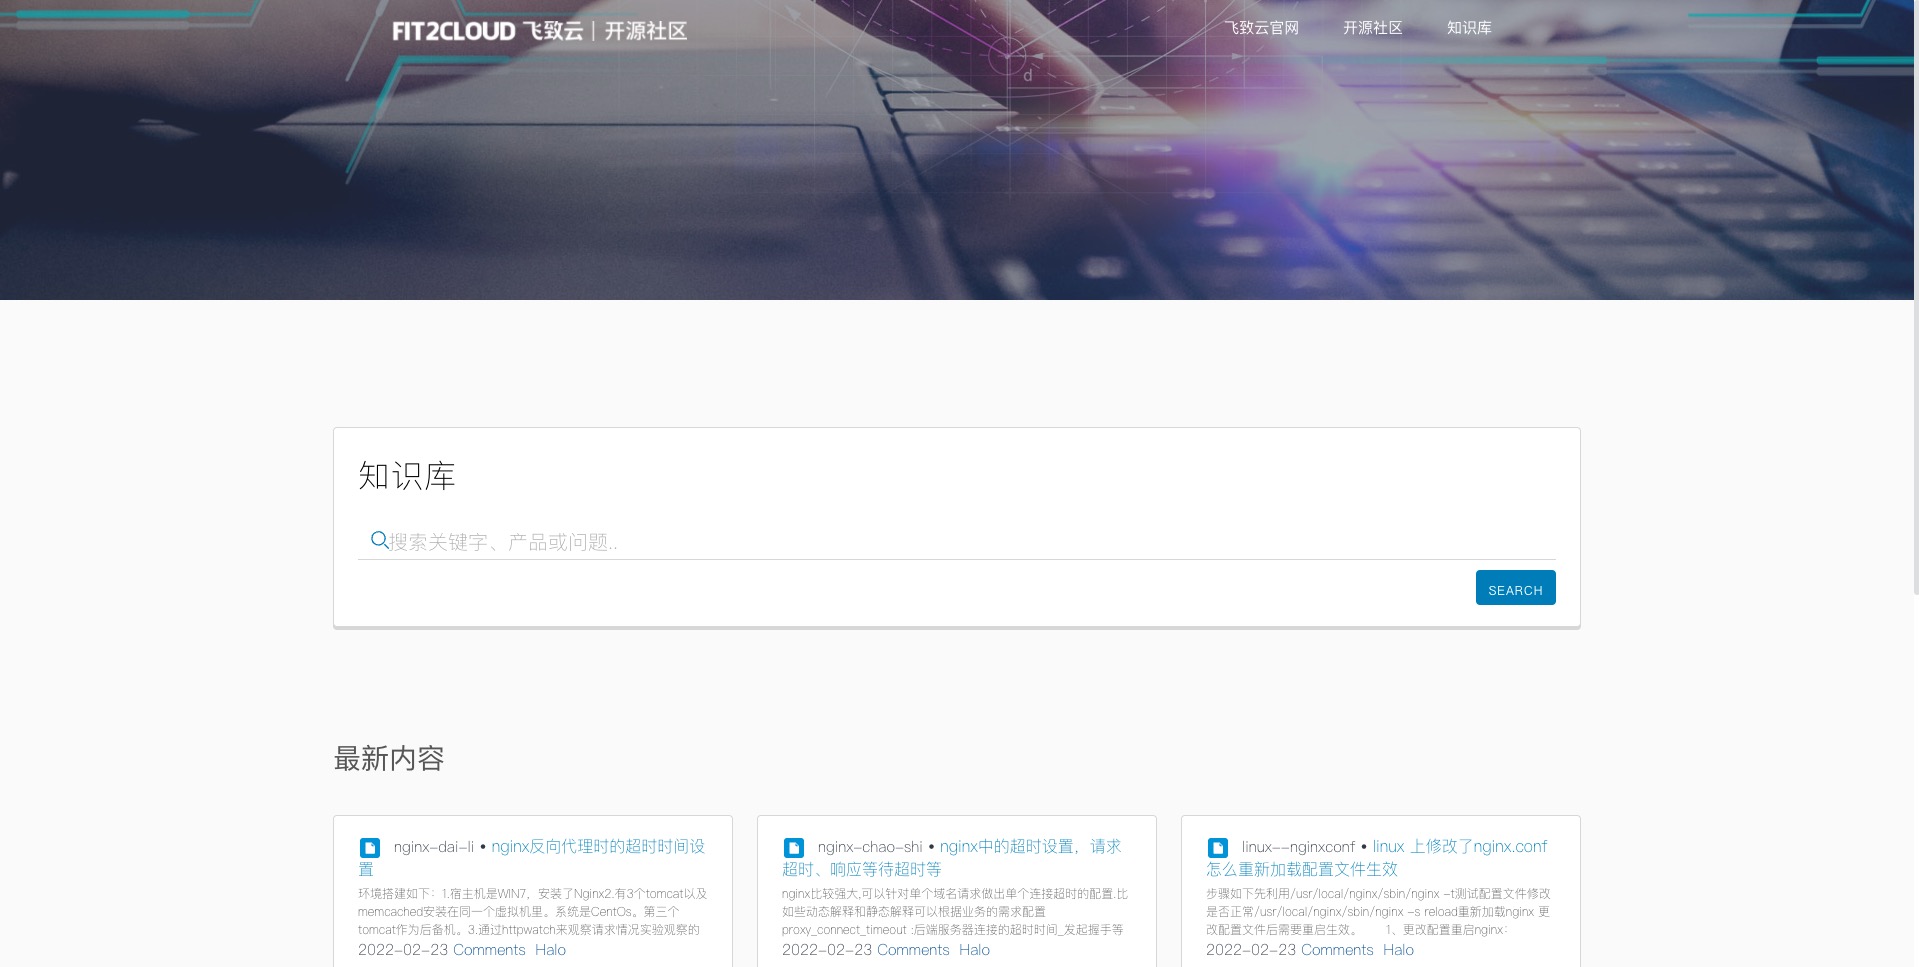 FIT2CLOUD 飞致云 | 开源社区
飞致云官网 开源社区 知识库
d
知识库
搜索关键字、产品或问题..
SEARCH
最新内容
nginx-dai-li • nginx反向代理时的超时时间设
置
环境搭建如下：1.宿主机是WIN7，安装了Nginx2.有3个tomcat以及
memcached安装在同一个虚拟机里。系统是CentOs。第三个
tomcat作为后备机。3.通过httpwatch来观察请求情况实验观察的
2022-02-23 Comments Halo
nginx-chao-shi • nginx中的超时设置，请求
超时、响应等待超时等
nginx比较强大,可以针对单个域名请求做出单个连接超时的配置.比
如些动态解释和静态解释可以根据业务的需求配置
proxy_connect_timeout :后端服务器连接的超时时间_发起握手等
2022-02-23 Comments Halo
linux--nginxconf • linux 上修改了nginx.conf
怎么重新加载配置文件生效
步骤如下先利用/usr/local/nginx/sbin/nginx -t测试配置文件修改
是否正常/usr/local/nginx/sbin/nginx -s reload重新加载nginx 更
改配置文件后需要重启生效。 1、更改配置重启nginx：
2022-02-23 Comments Halo